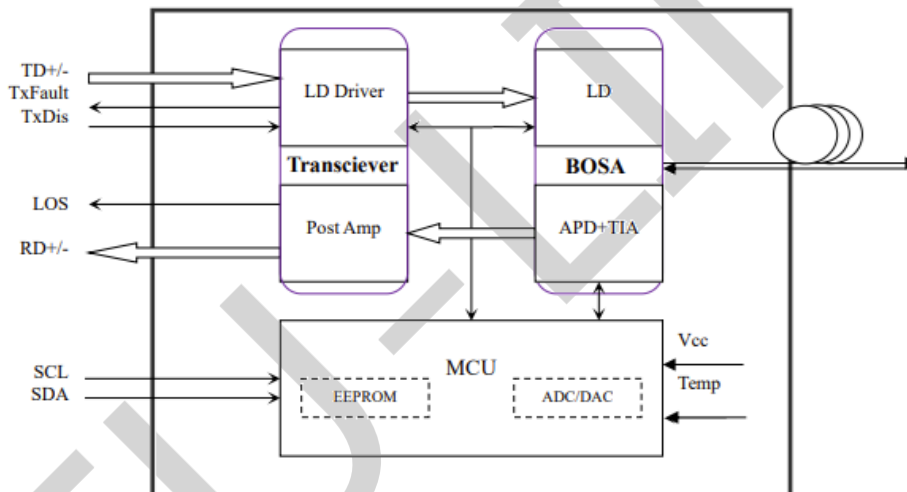 TD+/-
TxFault
TxDis
LD Driver
LD
Transciever
BOSA
LOS
Post Amp
APD+TIA
RD+/-
Vcc
MCU
SCL
Temp
SDA
EEPROM
ADC/DAC